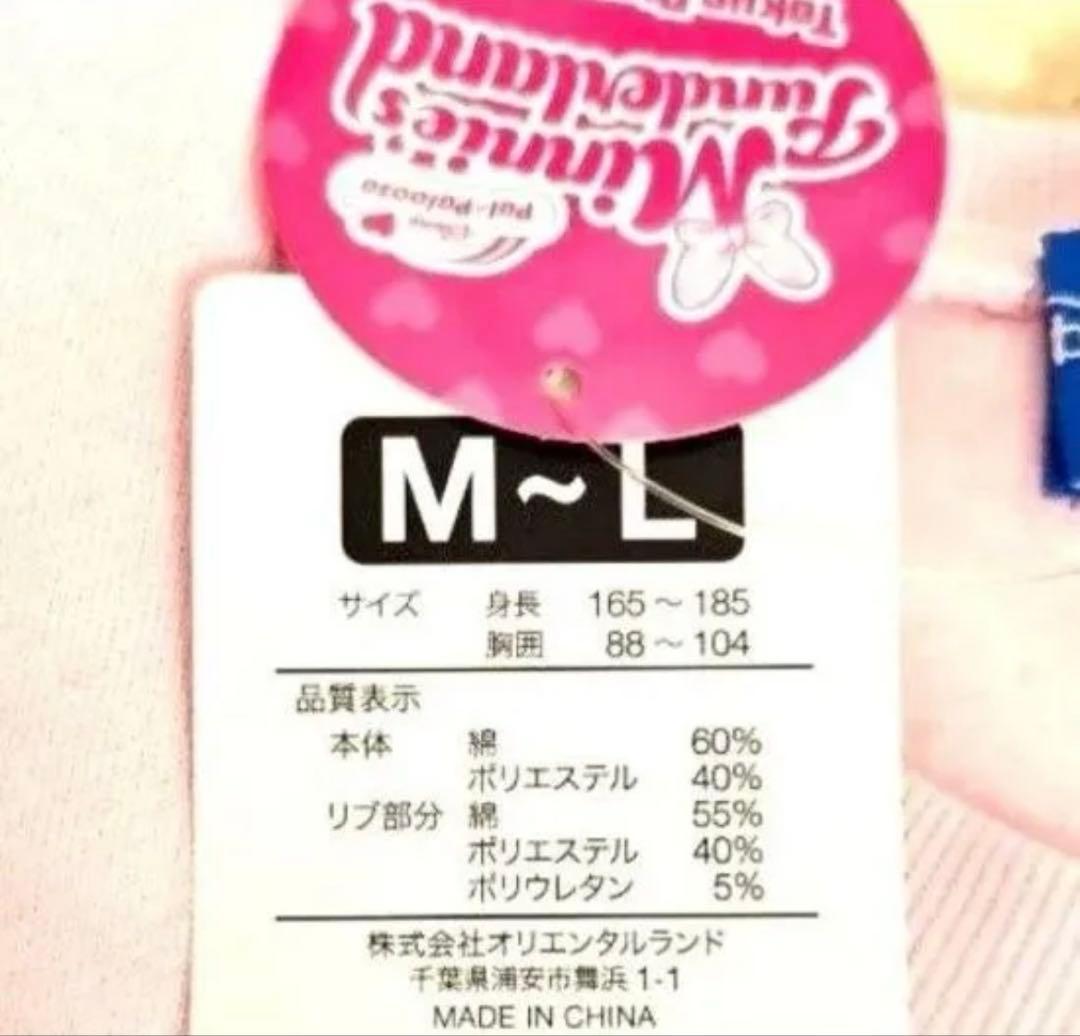 Minnie's
Funderland
Tokyo
Disney
Pal-Palooza
M~L
サイズ 身長 165～185
胸囲 88～104
品質表示
本体 綿 60%
ポリエステル 40%
リブ部分 綿 55%
ポリエステル 40%
ポリウレタン 5%
株式会社オリエンタルランド
千葉県浦安市舞浜 1-1
MADE IN CHINA